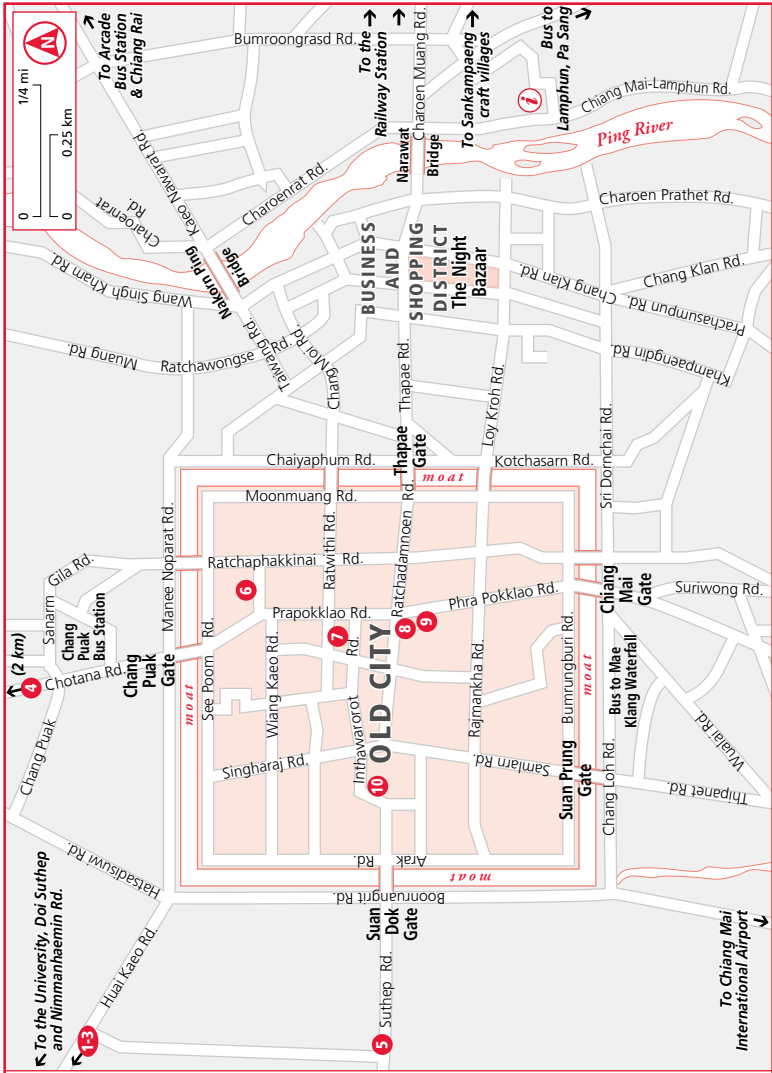 N
0
1/4 mi
0
0.25 km
To Arcade
Bus Station
& Chiang Rai
Bumroongrasd Rd.
To the
Railway Station
Charoen Muang Rd.
To Sankampaeng
craft villages
Bus to
Lamphun, Pa Sang
i
Chiang Mai-Lamphun Rd.
Ping River
Narawat
Bridge
Charoenrat Rd.
Kaeo Nawarat Rd.
Charoenrat
Rd.
Nakorn Ping
Bridge
Wang Singh Kham Rd.
Charoen Prathet Rd.
BUSINESS
AND
SHOPPING
DISTRICT
The Night
Bazaar
Chang Klan Rd.
Chang Klan Rd.
Prachasumpun Rd.
Khampaengdin Rd.
Muang
Ratchawongse Rd.
Taiwang Rd.
Chang Moi Rd.
Thapae Rd.
Loy Kroh Rd.
Sri Dornchai Rd.
Chaiyaphum Rd.
Thapae
Gate
Kotchasarn Rd.
moat
Moonmuang Rd.
Manee Noparat Rd.
Ratchaphakkinai Rd.
Ratwithi Rd.
Ratchadamnoen Rd.
Gila Rd.
Sanarm
Chang
Puak
Bus Station
(2 km)
4
Chotana Rd.
Chang
Puak
Gate
Chang Puak
moat
See Poom Rd.
6
Prapokklao Rd.
Phra Pokklao Rd.
7
8
9
Wiang Kaeo Rd.
Inthawarorot Rd.
OLD CITY
Rajmankha Rd.
Bumrungburi Rd.
moat
Chiang
Mai
Gate
Suriwong Rd.
Bus to Mae
Klang Waterfall
Wualai Rd.
Singharaj Rd.
10
Samlarn Rd.
Suan Prung
Gate
Chang Loh Rd.
Thipanet Rd.
Arak Rd.
moat
Boonruangrit Rd.
Hatsadisuwi Rd.
Huai Kaeo Rd.
Suan
Dok
Gate
Suthep Rd.
5
1-3
To the University, Doi Suthep
and Nimmanhaemin Rd.
To Chiang Mai
International Airport